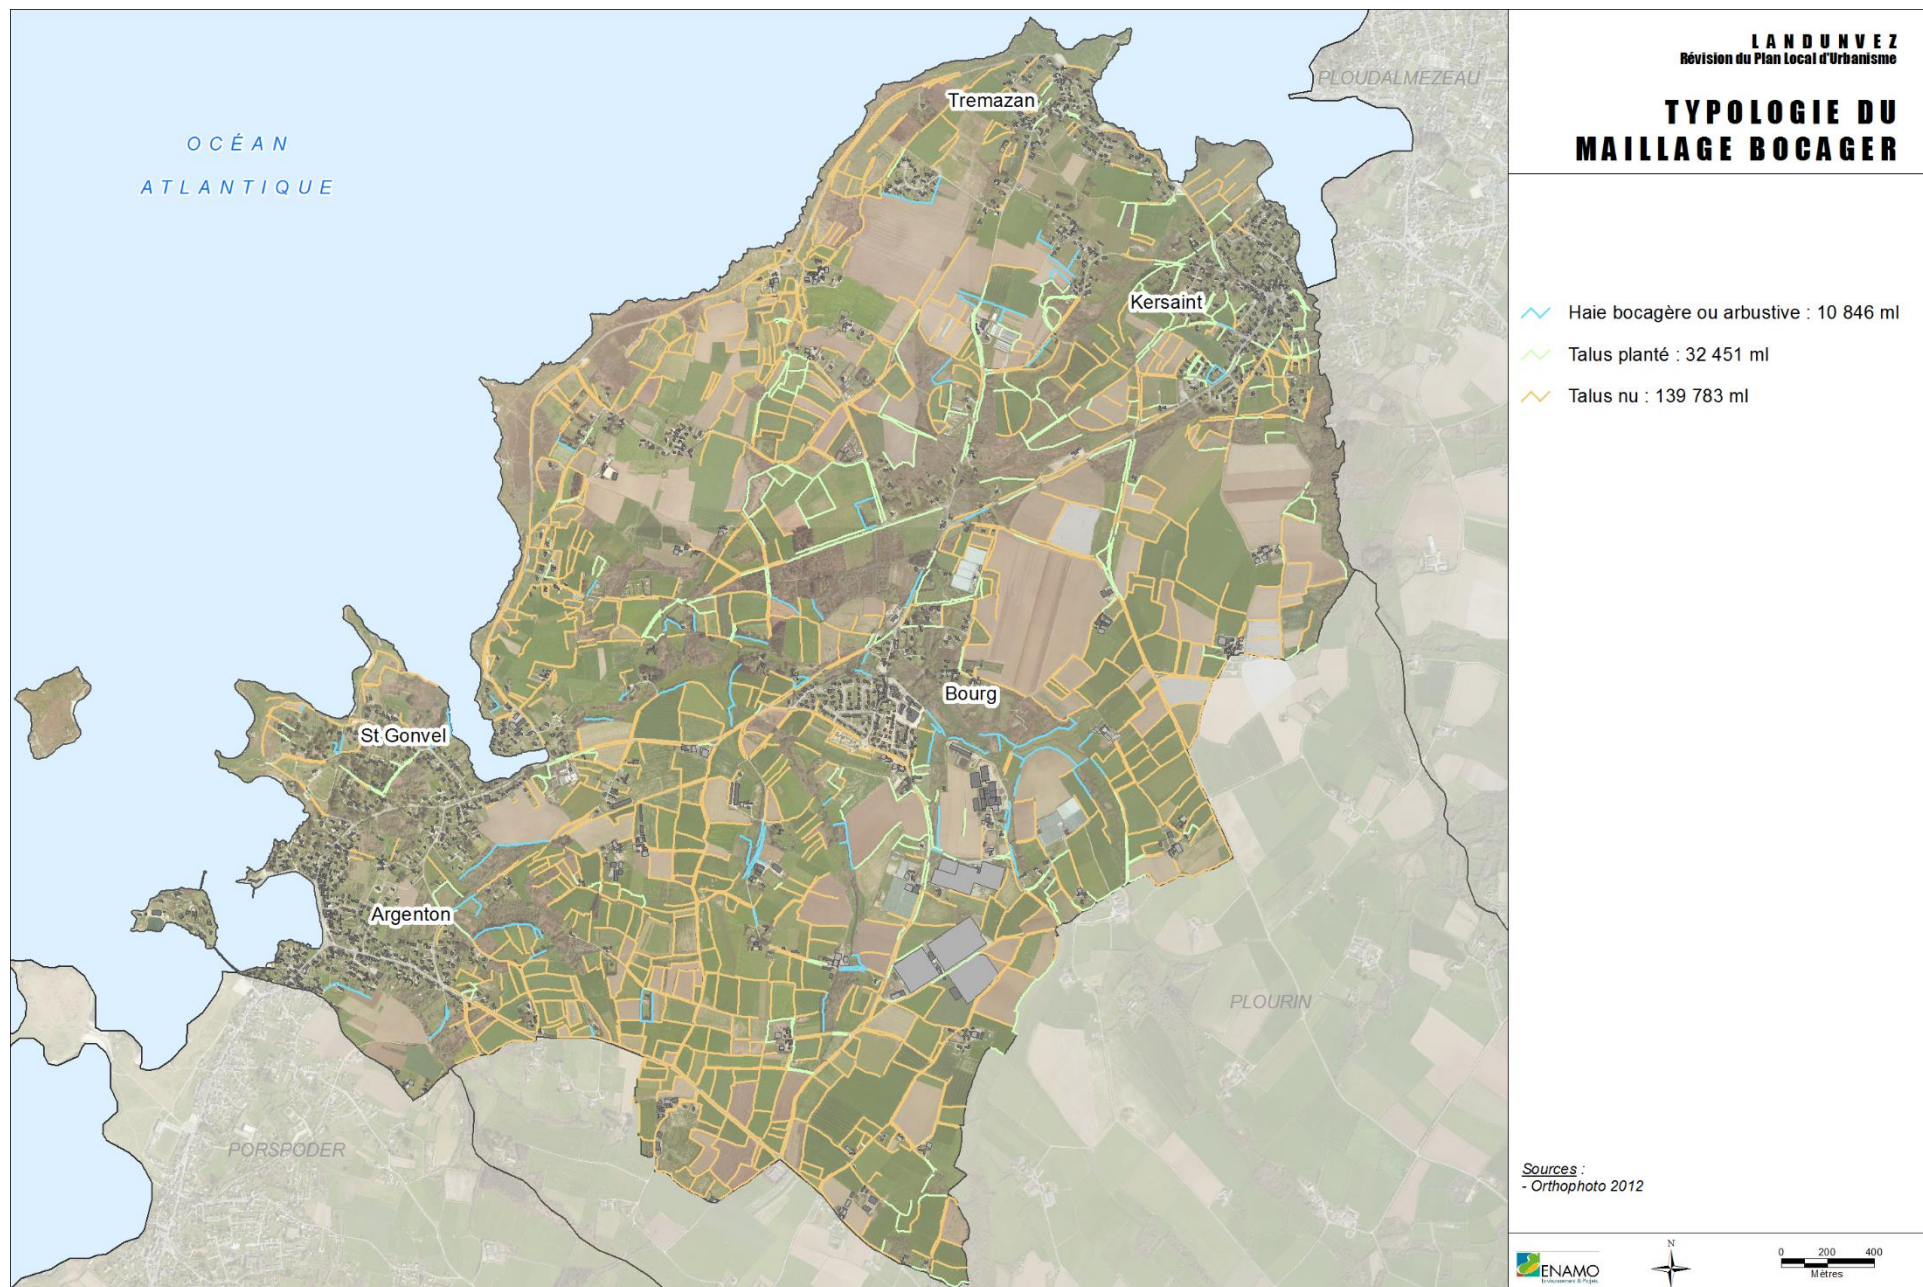 LANDUNVEZ
Révision du Plan Local d'Urbanisme
TYPOLOGIE DU
MAILLAGE BOCAGER
Haie bocagère ou arbustive : 10 846 ml
Talus planté : 32 451 ml
Talus nu : 139 783 ml
OCÉAN
ATLANTIQUE
PLOUDALMEZEAU
Tremazan
Kersaint
Bourg
St Gonvel
Argenton
PLOURIN
PORSPODER
Sources :
- Orthophoto 2012
ENAMO
Environnement & Projets
N
0 200 400
Mètres